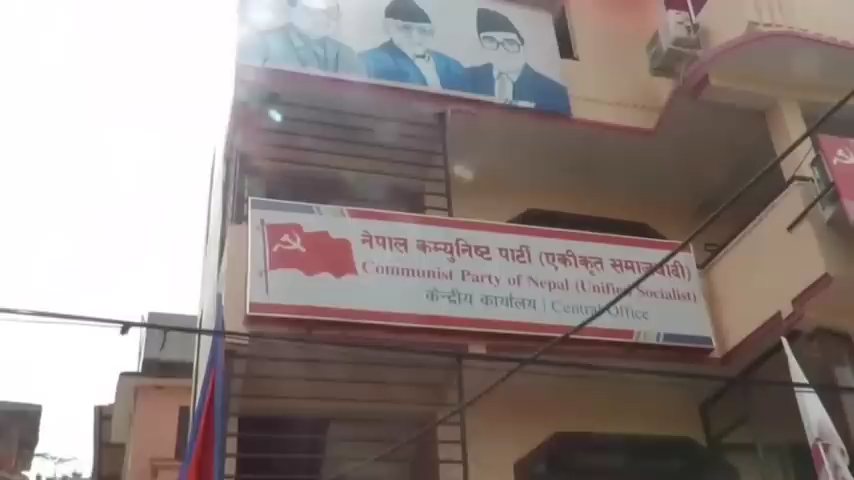 नेपाल कम्युनिष्ट पार्टी (एकीकृत समाजवादी)
Communist Party of Nepal (Unified Socialist)
केन्द्रीय कार्यालय | Central Office